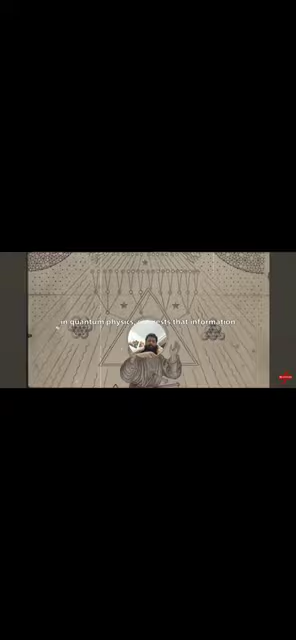 in quantum physics, suggests that information